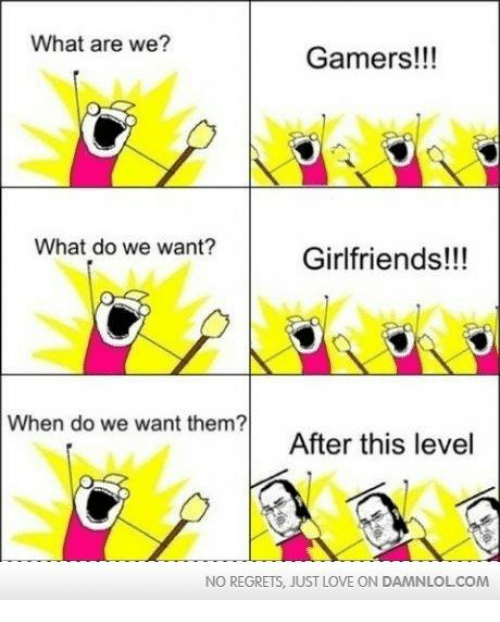 What are we?
Gamers!!!
What do we want?
Girlfriends!!!
When do we want them?
After this level
NO REGRETS, JUST LOVE ON DAMNLOL.COM